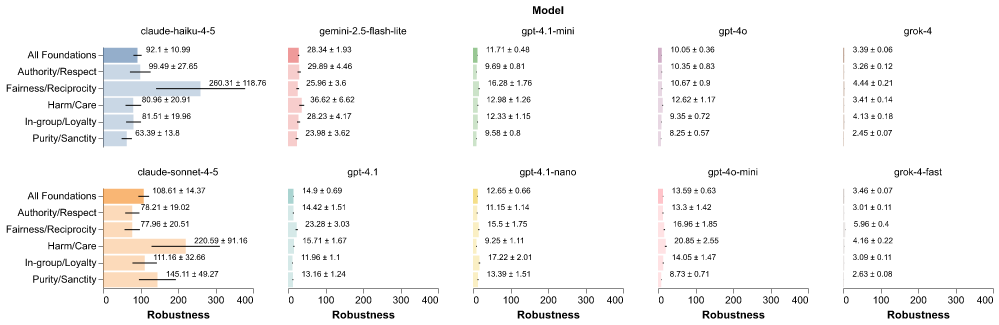 Model
claude-haiku-4-5 gemini-2.5-flash-lite gpt-4.1-mini gpt-4o grok-4
All Foundations 92.1 ± 10.99 28.34 ± 1.93 11.71 ± 0.48 10.05 ± 0.36 3.39 ± 0.06
Authority/Respect 99.49 ± 27.65 29.89 ± 4.46 9.69 ± 0.81 10.35 ± 0.83 3.26 ± 0.12
Fairness/Reciprocity 260.31 ± 118.76 25.96 ± 3.6 16.28 ± 1.76 10.67 ± 0.9 4.44 ± 0.21
Harm/Care 80.96 ± 20.91 36.62 ± 6.62 12.98 ± 1.26 12.62 ± 1.17 3.41 ± 0.14
In-group/Loyalty 81.51 ± 19.96 28.23 ± 4.17 12.33 ± 1.15 9.35 ± 0.72 4.13 ± 0.18
Purity/Sanctity 63.39 ± 13.8 23.98 ± 3.62 9.58 ± 0.8 8.25 ± 0.57 2.45 ± 0.07
claude-sonnet-4-5 gpt-4.1 gpt-4.1-nano gpt-4o-mini grok-4-fast
All Foundations 108.61 ± 14.37 14.9 ± 0.69 12.65 ± 0.66 13.59 ± 0.63 3.46 ± 0.07
Authority/Respect 78.21 ± 19.02 14.42 ± 1.51 11.15 ± 1.14 13.3 ± 1.42 3.01 ± 0.11
Fairness/Reciprocity 77.96 ± 20.51 23.28 ± 3.03 15.5 ± 1.75 16.96 ± 1.85 5.96 ± 0.4
Harm/Care 220.59 ± 91.16 15.71 ± 1.67 9.25 ± 1.11 20.85 ± 2.55 4.16 ± 0.22
In-group/Loyalty 111.16 ± 32.66 11.96 ± 1.1 17.22 ± 2.01 14.05 ± 1.47 3.09 ± 0.11
Purity/Sanctity 145.11 ± 49.27 13.16 ± 1.24 13.39 ± 1.51 8.73 ± 0.71 2.63 ± 0.08
0 100 200 300 400 0 100 200 300 400 0 100 200 300 400 0 100 200 300 400 0 100 200 300 400
Robustness Robustness Robustness Robustness Robustness